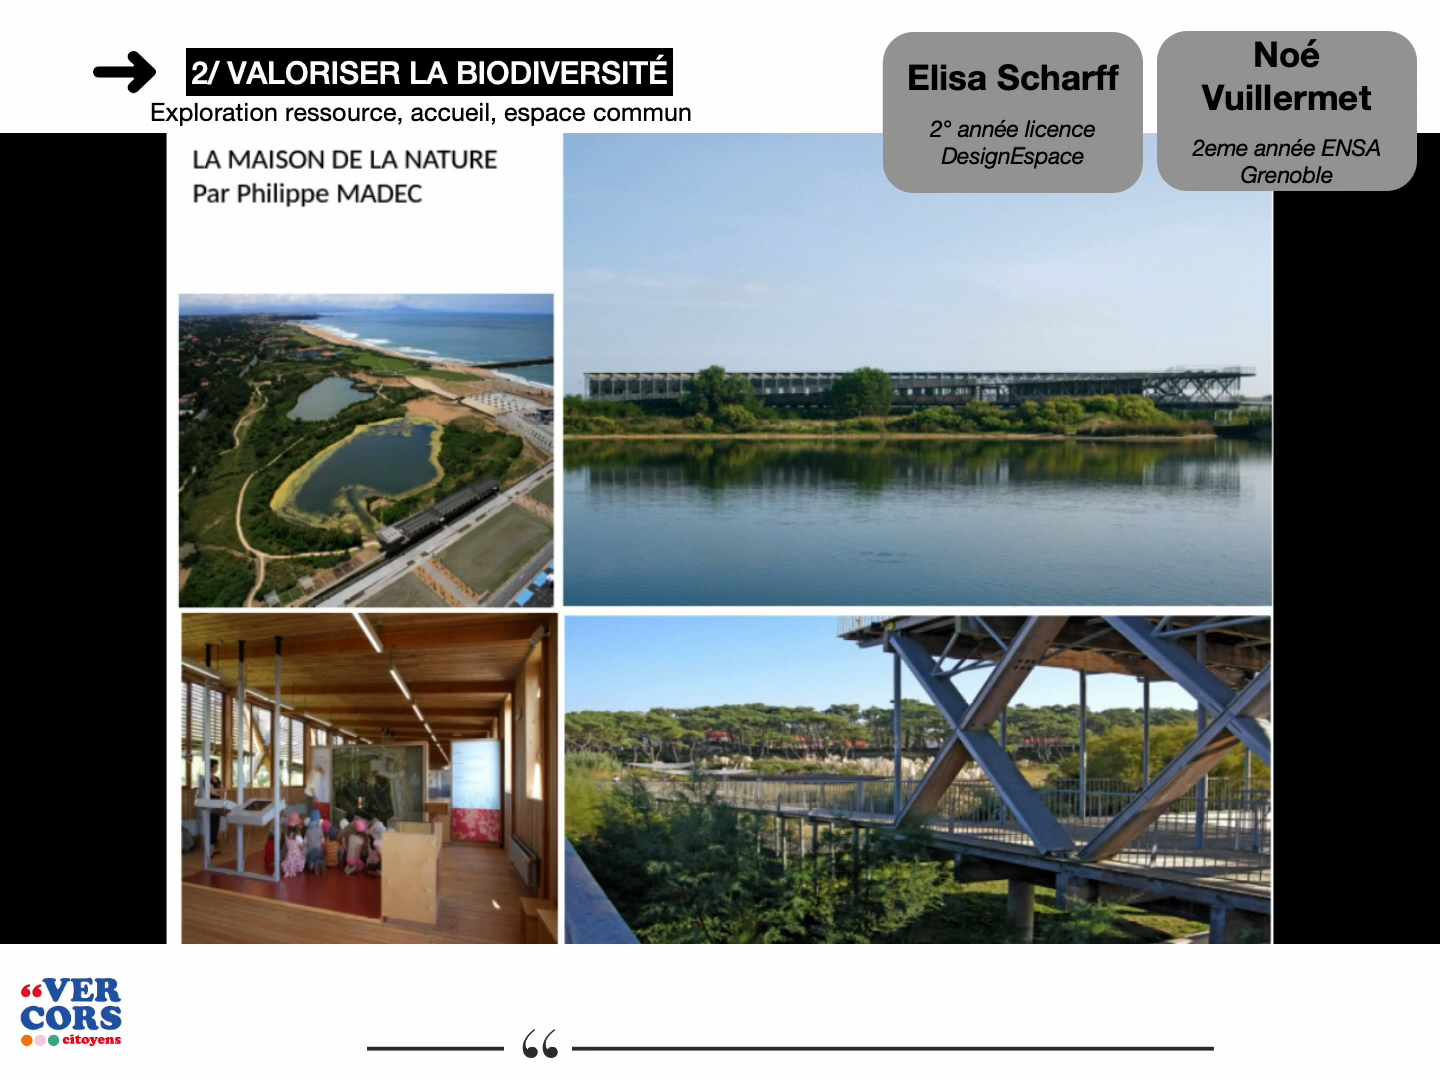 2/ VALORISER LA BIODIVERSITÉ
Exploration ressource, accueil, espace commun
Elisa Scharff
2° année licence
DesignEspace
Noé
Vuillermet
2eme année ENSA
Grenoble
LA MAISON DE LA NATURE
Par Philippe MADEC
“VER
CORS
citoyens
“